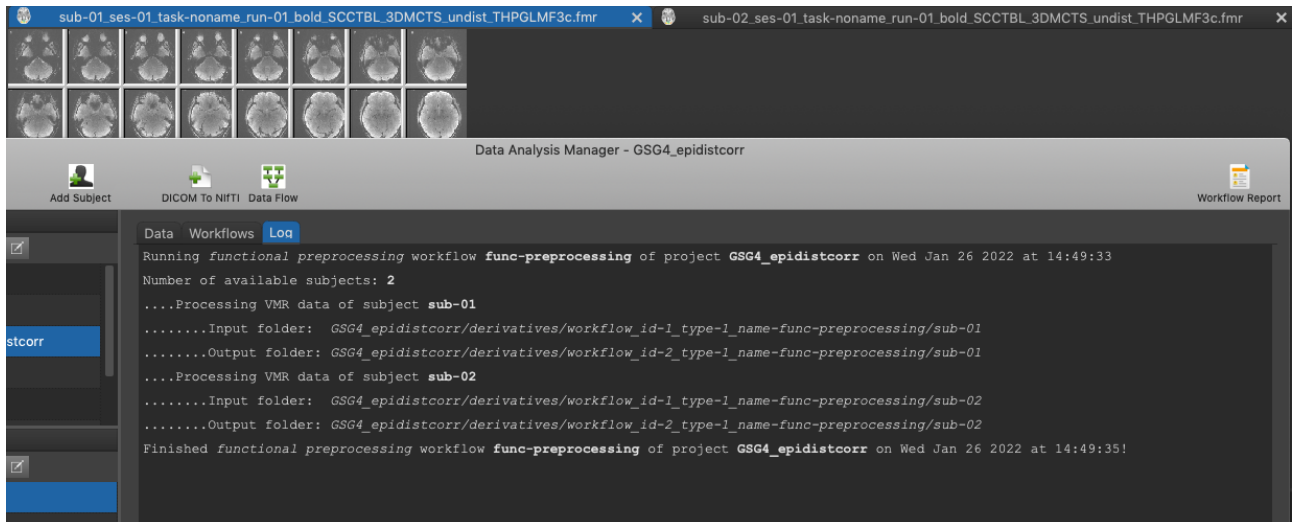 sub-01_ses-01_task-noname_run-01_bold_SCCTBL_3DMCTS_undist_THPGLMF3c.fmr
sub-02_ses-01_task-noname_run-01_bold_SCCTBL_3DMCTS_undist_THPGLMF3c.fmr
Data Analysis Manager - GSG4_epidistcorr
Add Subject
DICOM To NIfTI
Data Flow
Workflow Report
Data Workflows Log
Running functional preprocessing workflow func-preprocessing of project GSG4_epidistcorr on Wed Jan 26 2022 at 14:49:33
Number of available subjects: 2
....Processing VMR data of subject sub-01
........Input folder: GSG4_epidistcorr/derivatives/workflow_id-1_type-1_name-func-preprocessing/sub-01
........Output folder: GSG4_epidistcorr/derivatives/workflow_id-2_type-1_name-func-preprocessing/sub-01
....Processing VMR data of subject sub-02
........Input folder: GSG4_epidistcorr/derivatives/workflow_id-1_type-1_name-func-preprocessing/sub-02
........Output folder: GSG4_epidistcorr/derivatives/workflow_id-2_type-1_name-func-preprocessing/sub-02
Finished functional preprocessing workflow func-preprocessing of project GSG4_epidistcorr on Wed Jan 26 2022 at 14:49:35!
stcorr